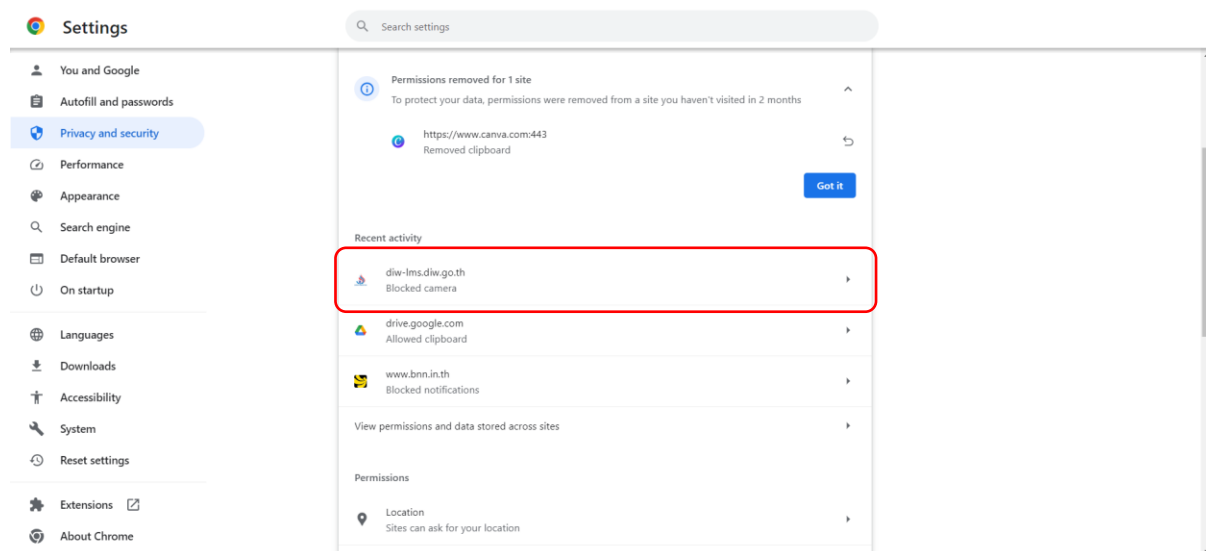 Settings
Search settings
You and Google
Autofill and passwords
Privacy and security
Performance
Appearance
Search engine
Default browser
On startup
Languages
Downloads
Accessibility
System
Reset settings
Extensions
About Chrome
Permissions removed for 1 site
To protect your data, permissions were removed from a site you haven't visited in 2 months
https://www.canva.com:443
Removed clipboard
Got it
Recent activity
diw-lms.diw.go.th
Blocked camera
drive.google.com
Allowed clipboard
www.bnn.in.th
Blocked notifications
View permissions and data stored across sites
Permissions
Location
Sites can ask for your location